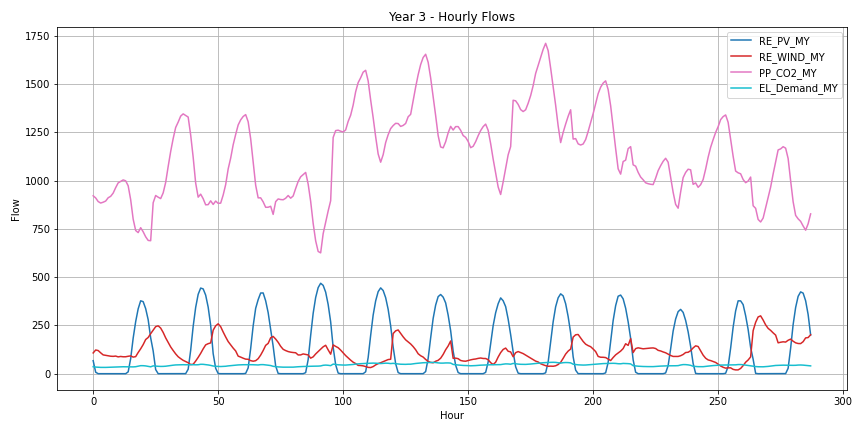 Year 3 - Hourly Flows
RE_PV_MY
RE_WIND_MY
PP_CO2_MY
EL_Demand_MY
1750
1500
1250
1000
750
500
250
0
Flow
0
50
100
150
200
250
300
Hour